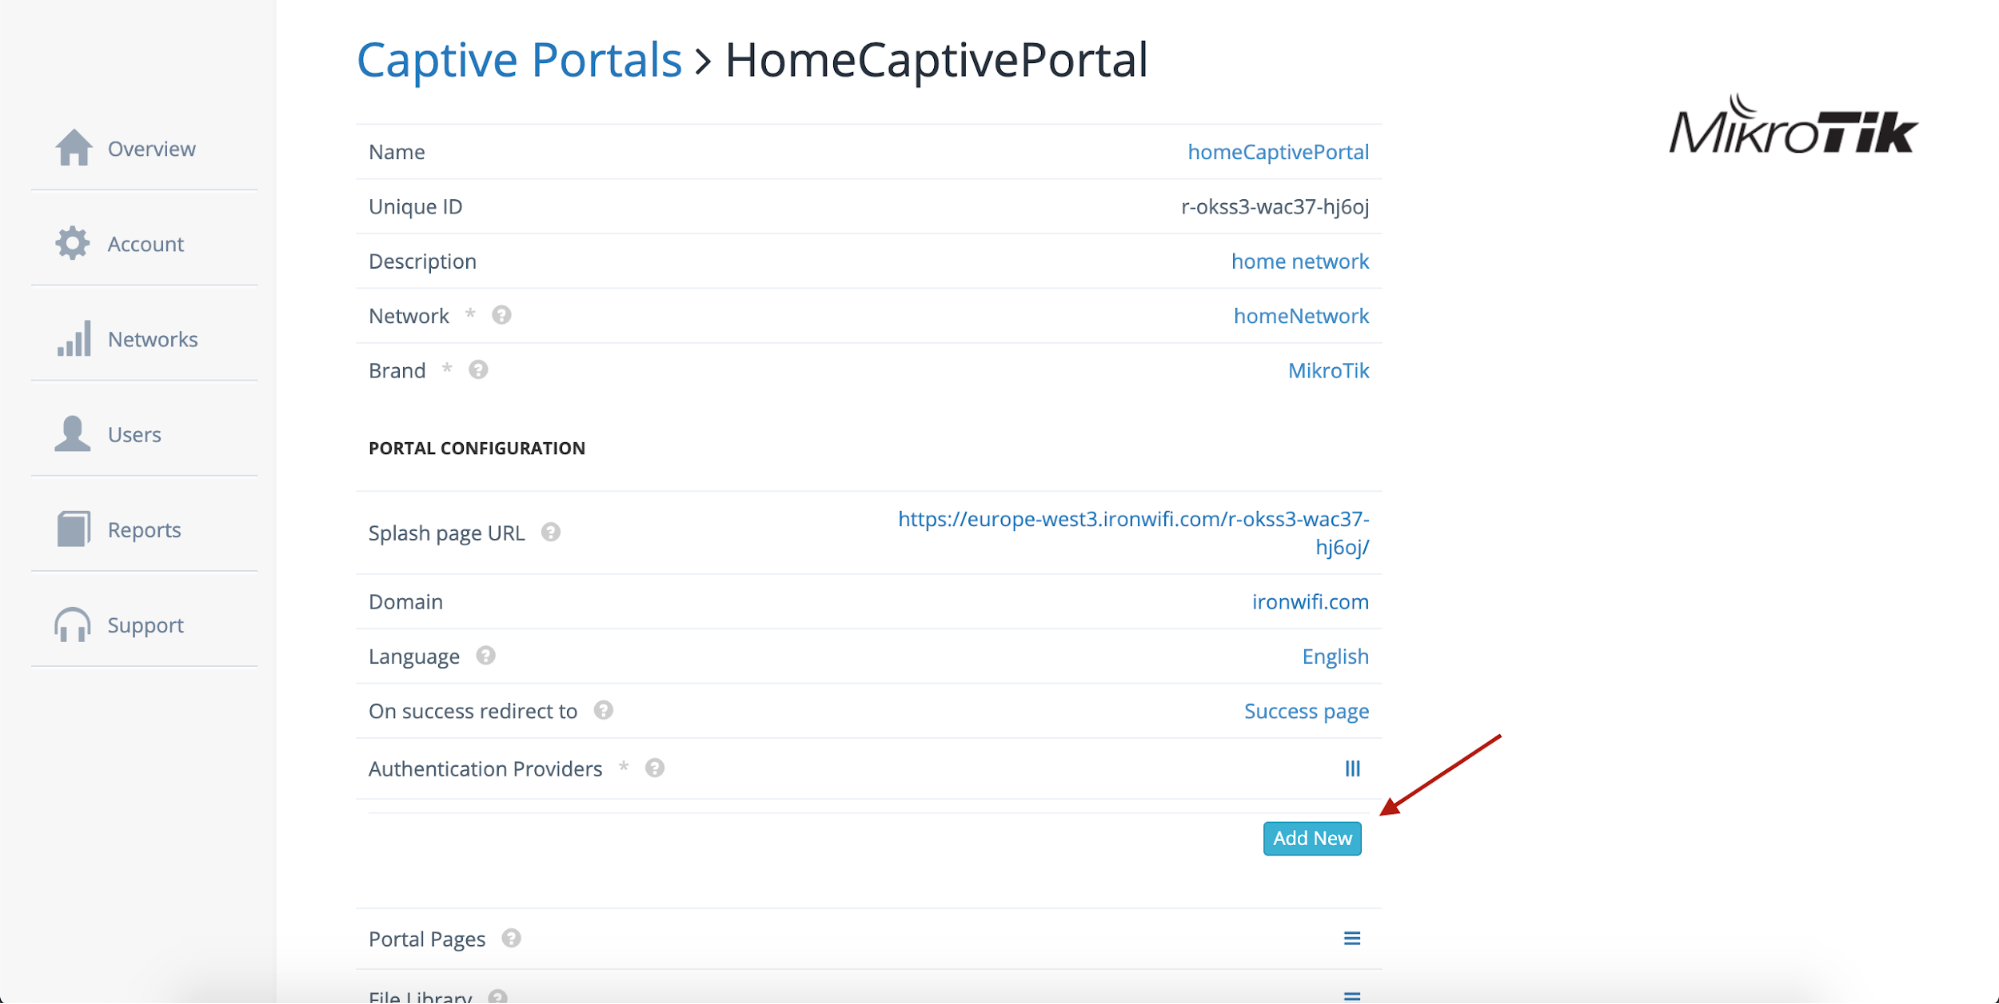 Captive Portals > HomeCaptivePortal
MikroTik
Overview
Account
Networks
Users
Reports
Support
Name homeCaptivePortal
Unique ID r-okss3-wac37-hj6oj
Description home network
Network * ? homeNetwork
Brand * ? MikroTik
PORTAL CONFIGURATION
Splash page URL ? https://europe-west3.ironwifi.com/r-okss3-wac37-
hj6oj/
Domain ironwifi.com
Language ? English
On success redirect to ? Success page
Authentication Providers * ?
Add New
Portal Pages ?
File Library ?